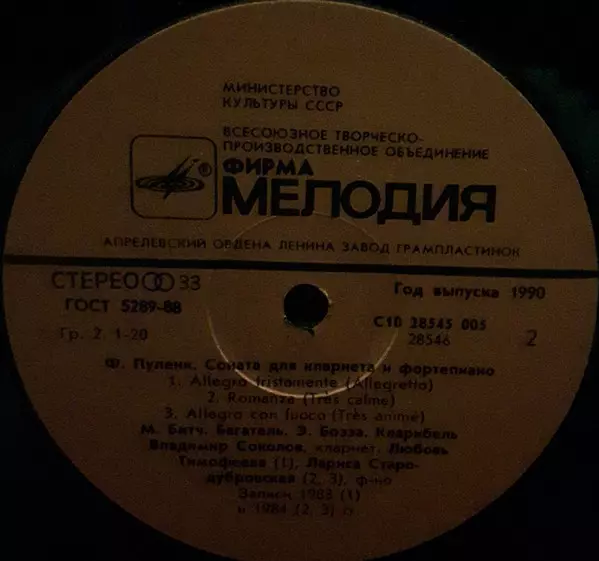 МИНИСТЕРСТВО
КУЛЬТУРЫ СССР
ВСЕСОЮЗНОЕ ТВОРЧЕСКО-
ПРОИЗВОДСТВЕННОЕ ОБЪЕДИНЕНИЕ
®
ФИРМА
МЕЛОДИЯ
АПРЕЛЕВСКИЙ ОРДЕНА ЛЕНИНА ЗАВОД ГРАМПЛАСТИНОК
СТЕРЕО 33
ГОСТ 5289-88
Гр. 2. 1-20
Год выпуска 1990
С10 28545 005
28546
2
Ф. Пуленк. Соната для кларнета и фортепиано
1. Allegro tristamente (Allegretto)
2. Romanza (Très calme)
3. Allegro con fuoco (Très animé)
М. Битч. Багатель. Э. Бозза. Кларибель
Владимир Соколов, кларнет, Любовь
Тимофеева (1), Лариса Старо-
дубровская (2, 3), ф-но
Записи 1983 (1)
и 1984 (2, 3) гг.